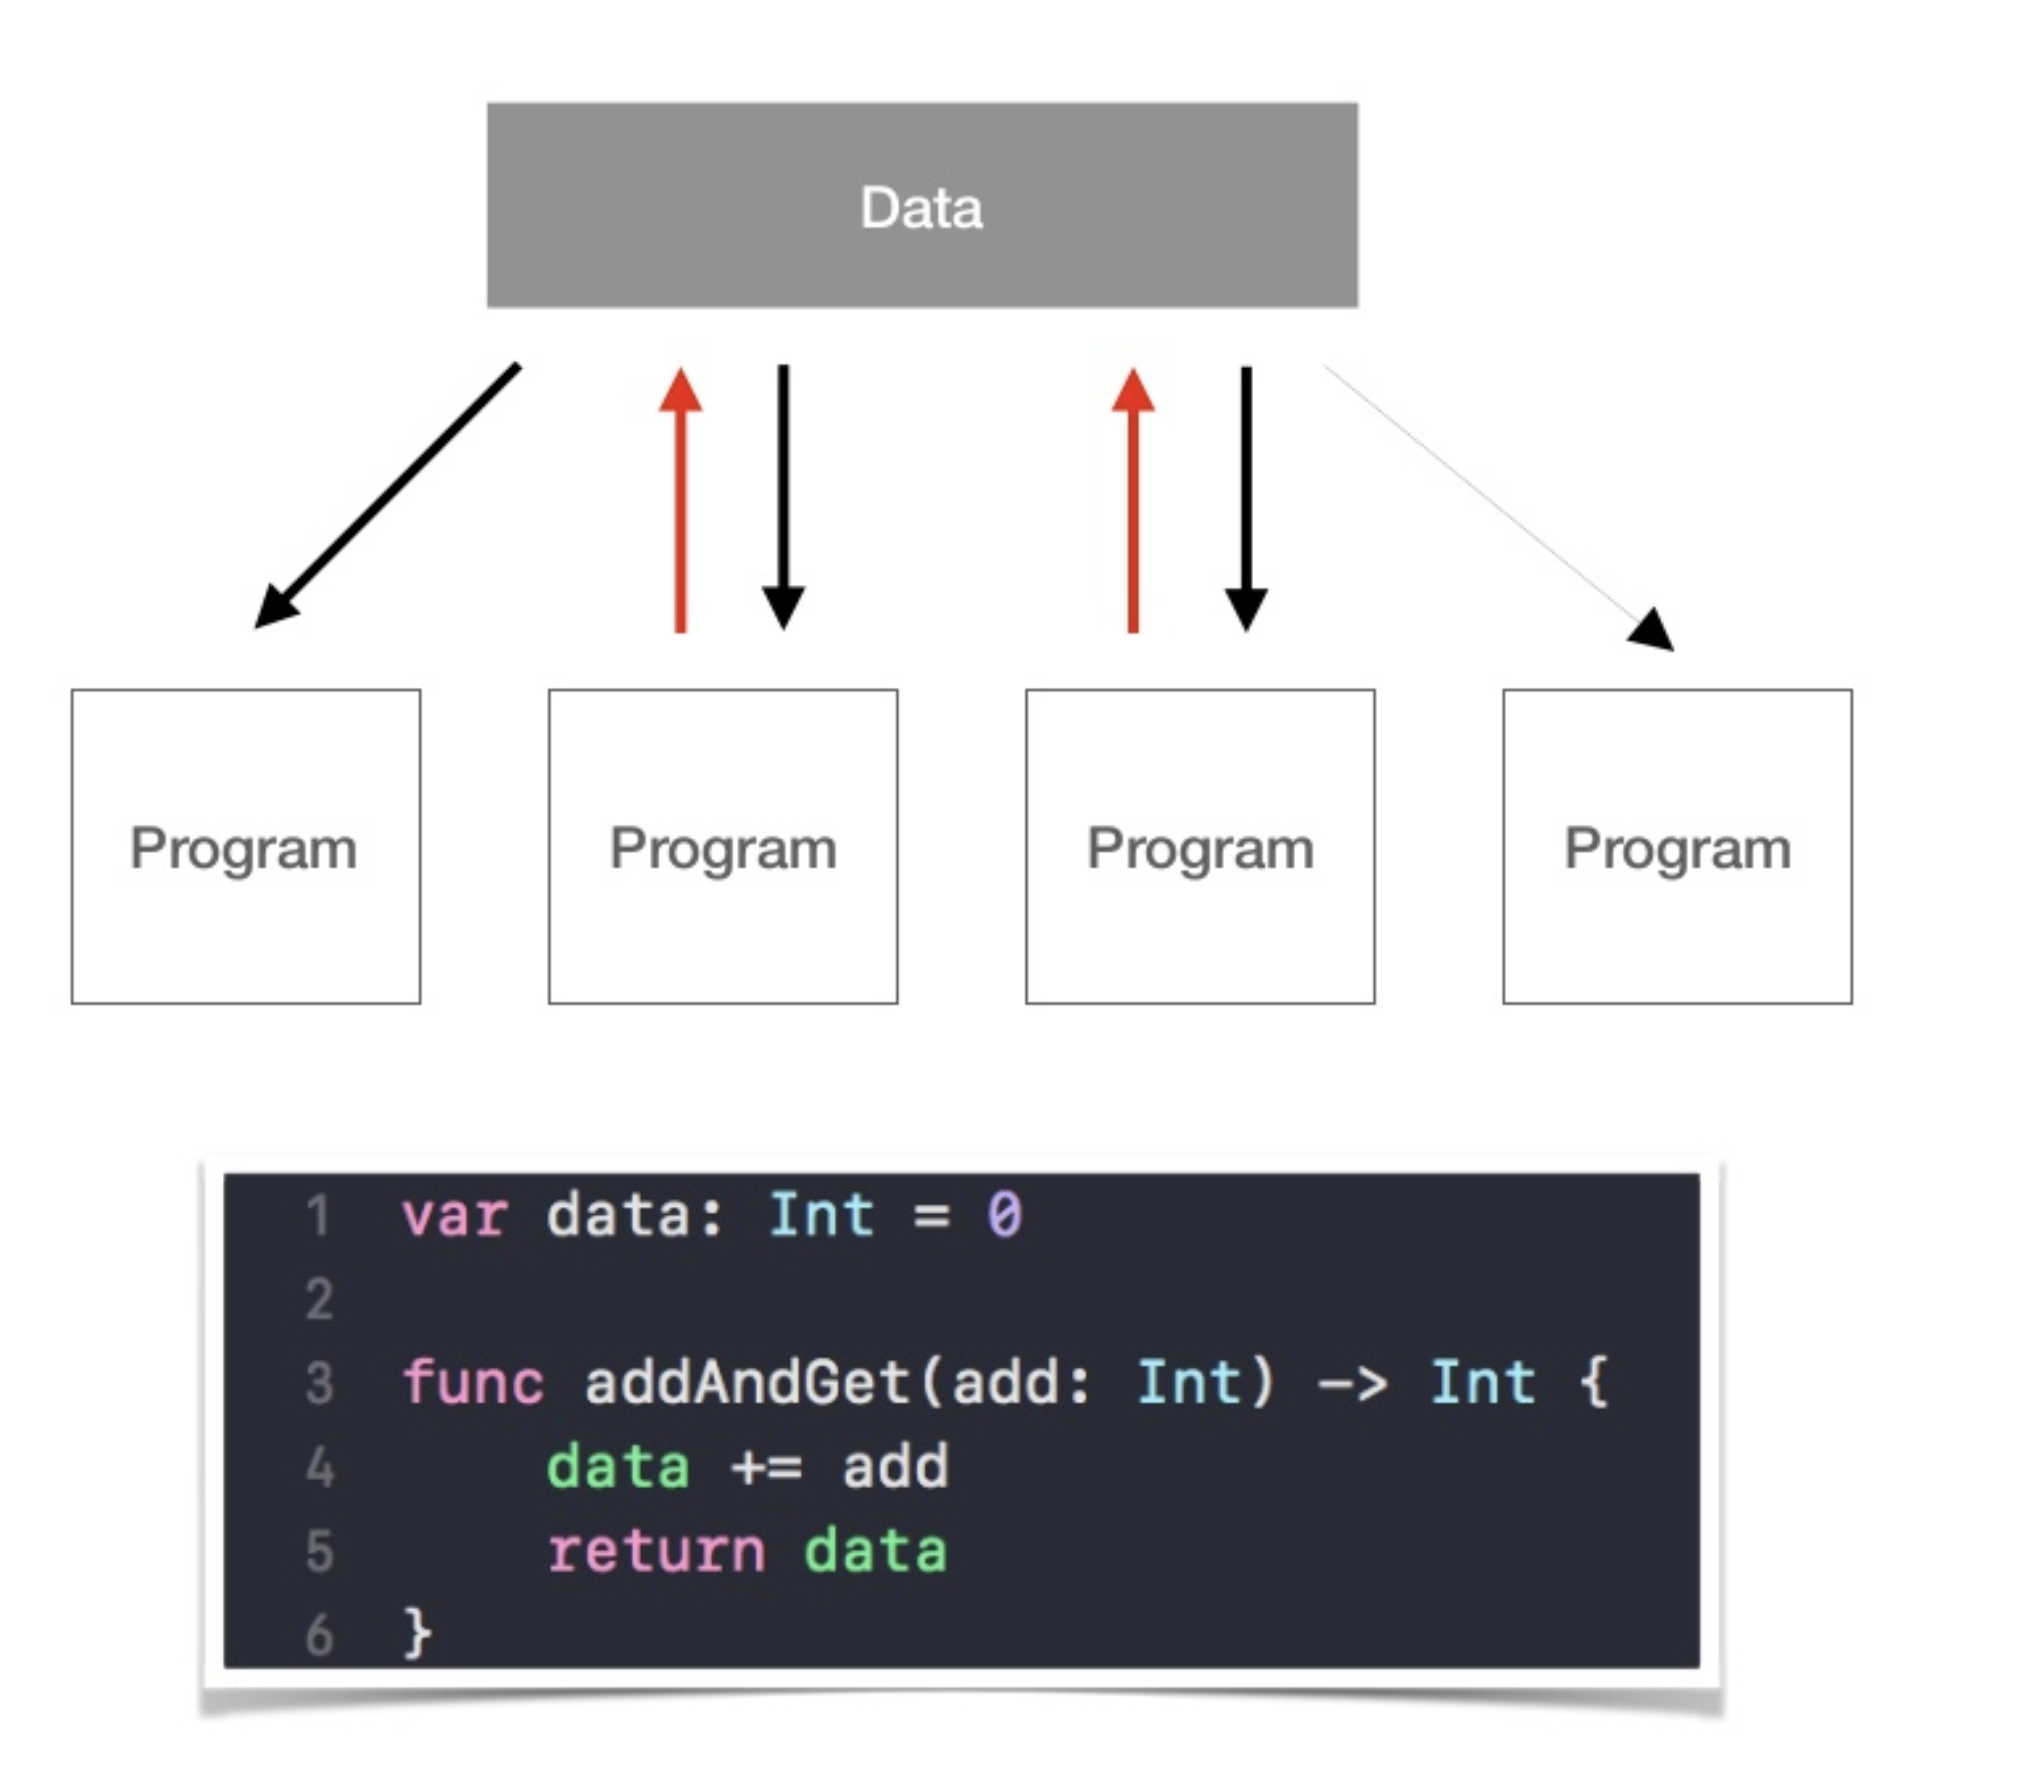 Data
Program
Program
Program
Program
1 var data: Int = 0
2
3 func addAndGet(add: Int) -> Int {
4 data += add
5 return data
6 }